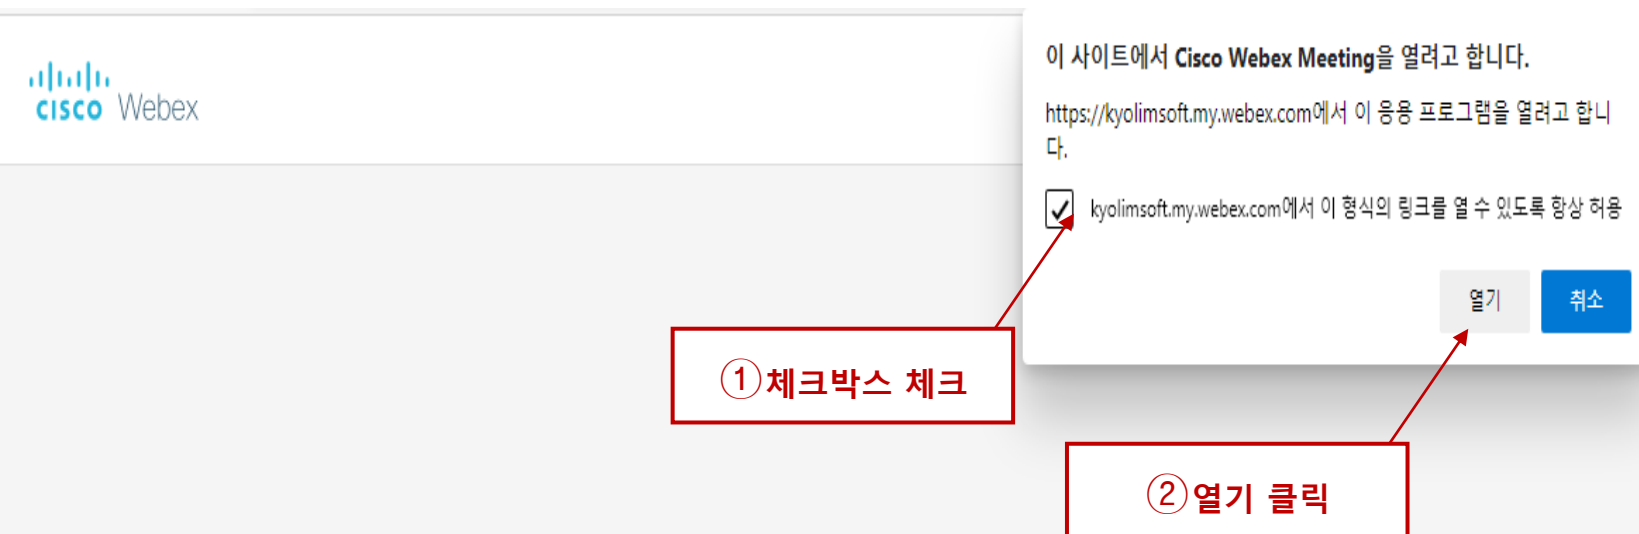 이 사이트에서 Cisco Webex Meeting을 열려고 합니다.
CISCO Webex
https://kyolimsoft.my.webex.com에서 이 응용 프로그램을 열려고 합니
다.
kyolimsoft.my.webex.com에서 이 형식의 링크를 열 수 있도록 항상 허용
열기
취소
①체크박스 체크
②열기 클릭